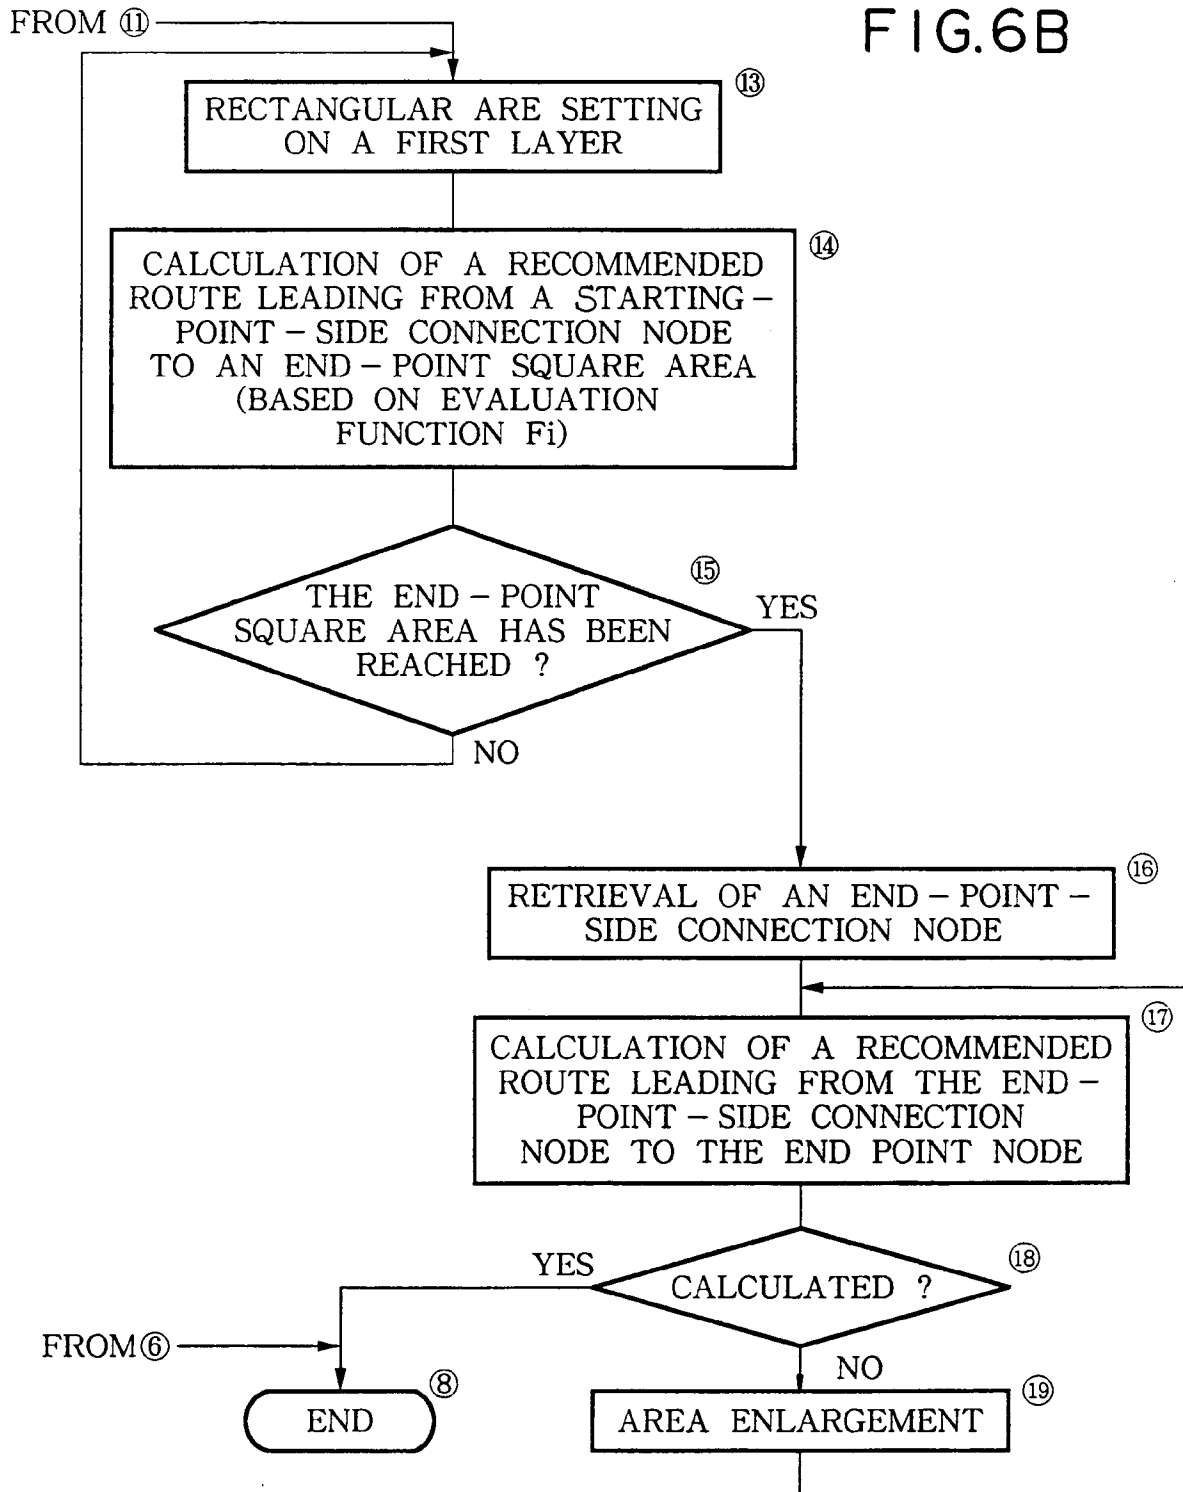 FROM ⑪
FIG.6B
⑬
RECTANGULAR ARE SETTING
ON A FIRST LAYER
⑭
CALCULATION OF A RECOMMENDED
ROUTE LEADING FROM A STARTING–
POINT–SIDE CONNECTION NODE
TO AN END–POINT SQUARE AREA
(BASED ON EVALUATION
FUNCTION Fi)
⑮
THE END–POINT
SQUARE AREA HAS BEEN
REACHED ?
YES
NO
⑯
RETRIEVAL OF AN END–POINT–
SIDE CONNECTION NODE
⑰
CALCULATION OF A RECOMMENDED
ROUTE LEADING FROM THE END–
POINT–SIDE CONNECTION
NODE TO THE END POINT NODE
⑱
YES
CALCULATED ?
FROM⑥
NO
⑧
END
⑲
AREA ENLARGEMENT